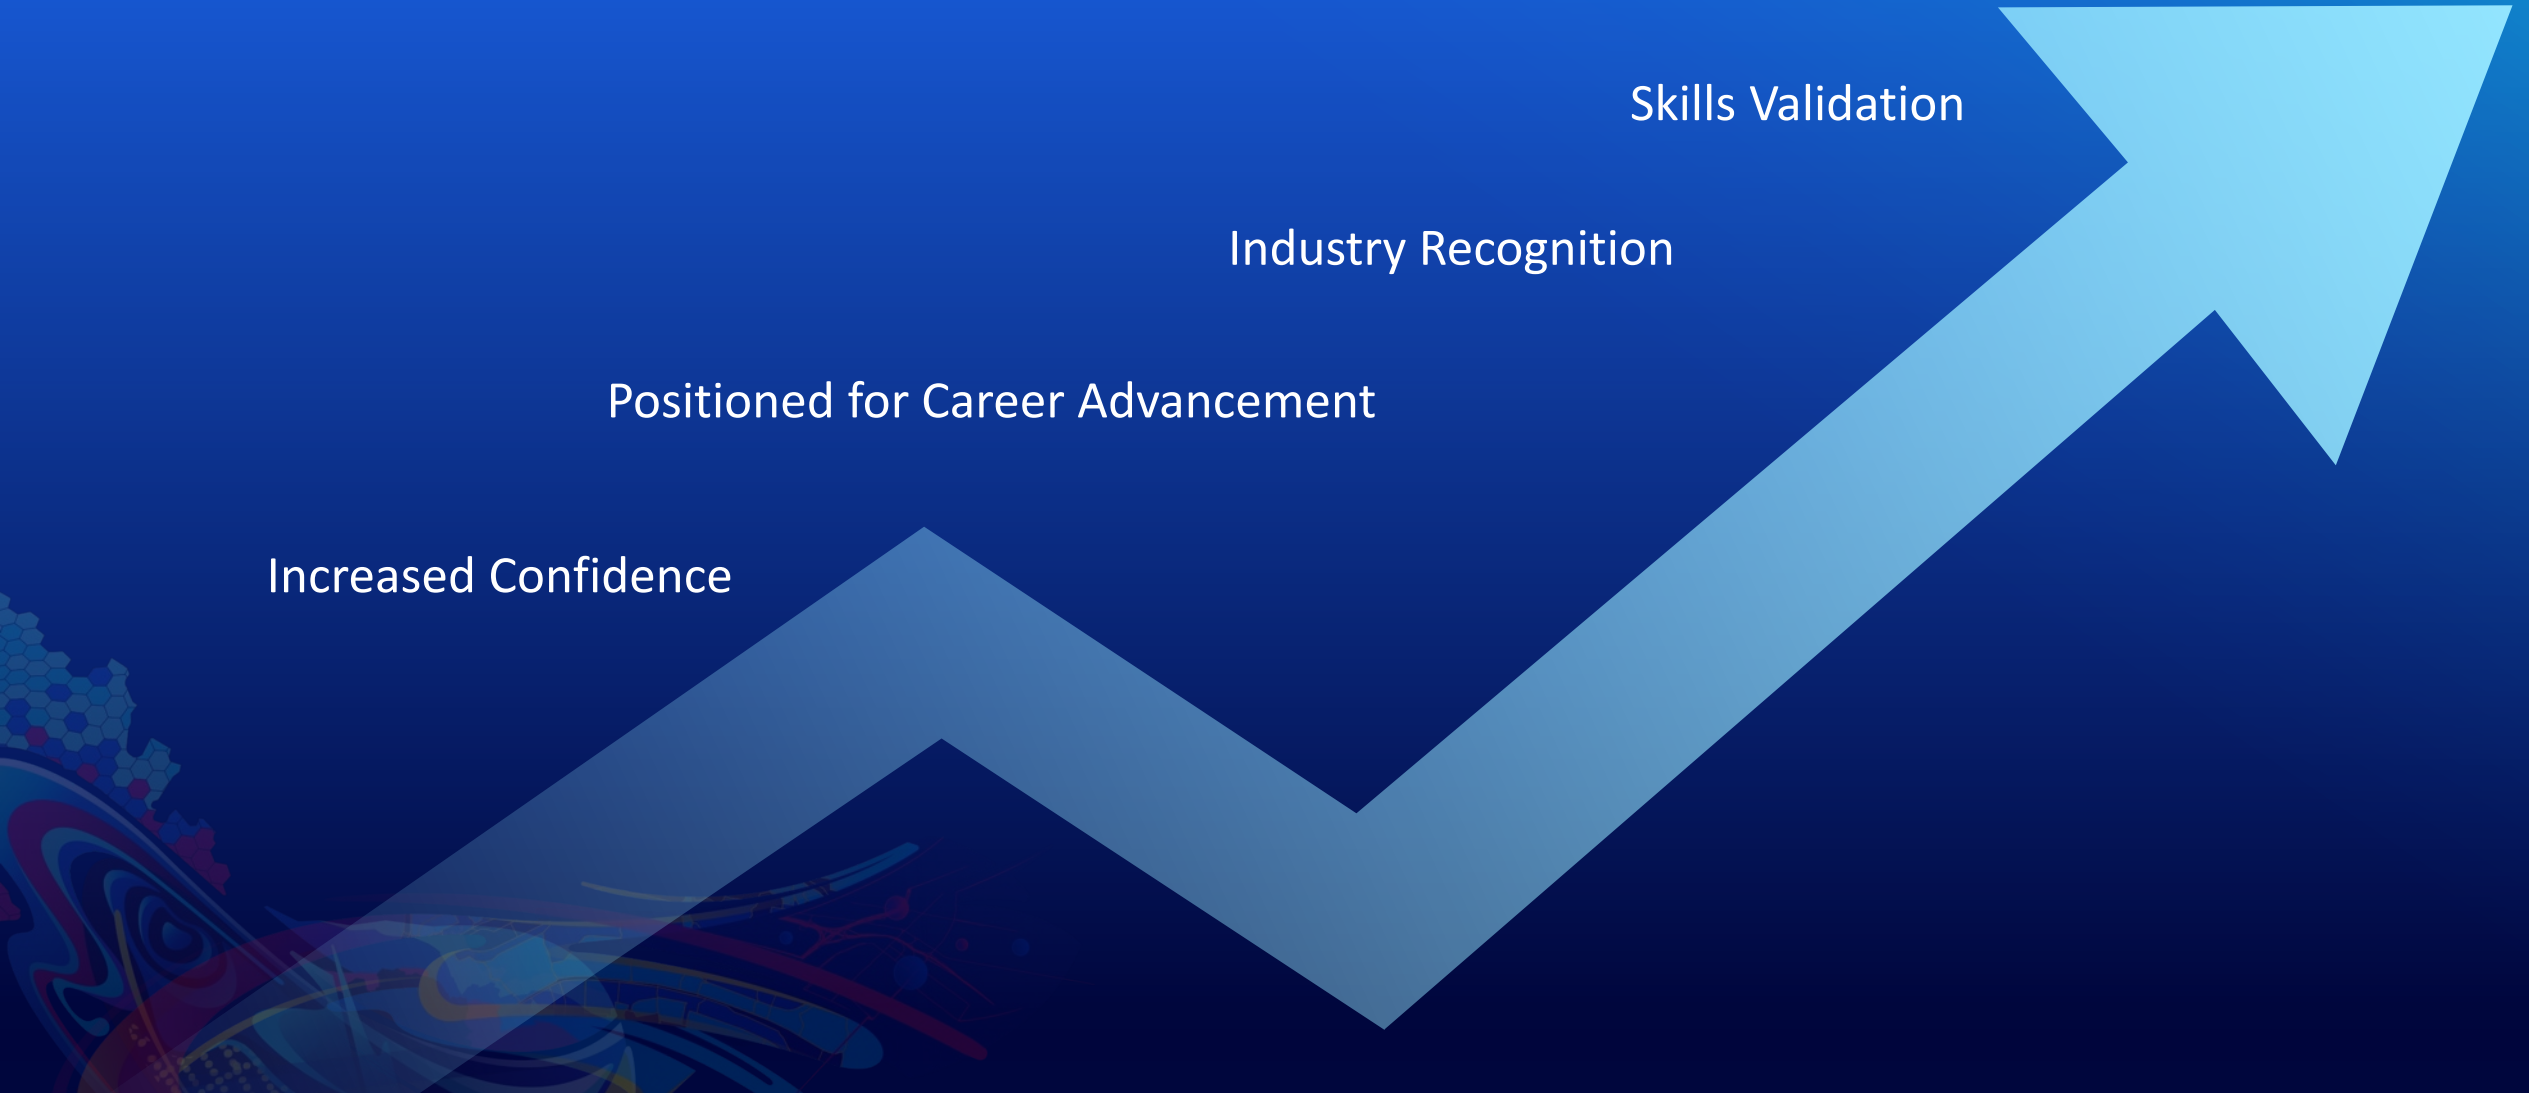 Skills Validation
Industry Recognition
Positioned for Career Advancement
Increased Confidence